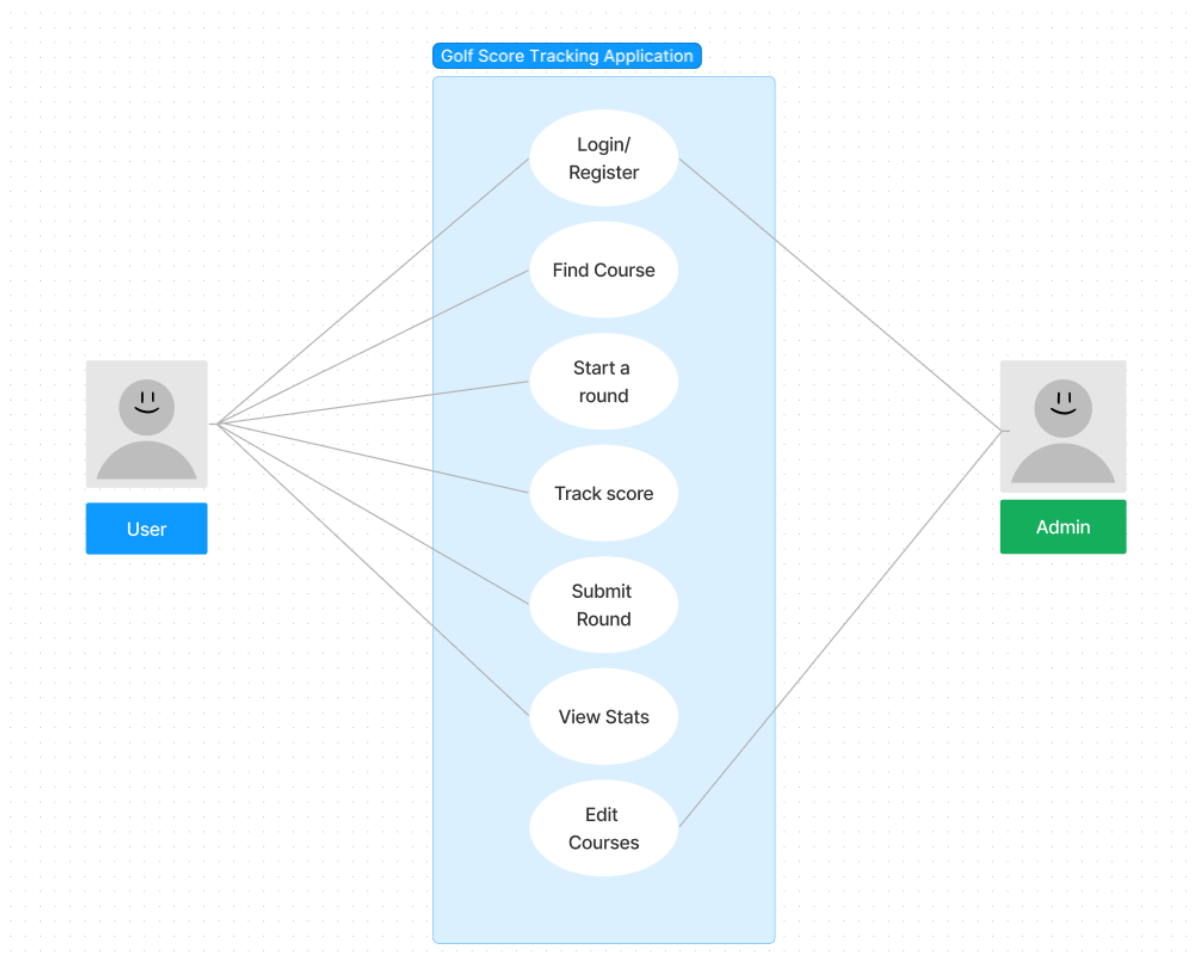 Golf Score Tracking Application
Login/
Register
Find Course
Start a
round
Track score
User
Admin
Submit
Round
View Stats
Edit
Courses